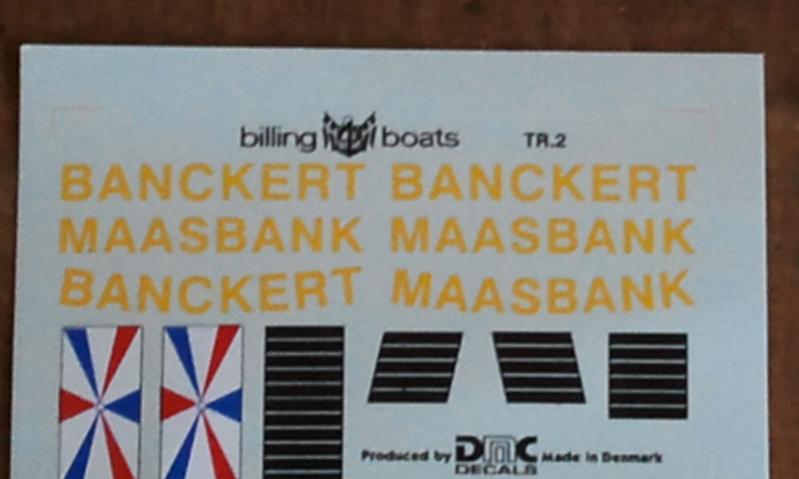 billing boats TR.2
BANCKERT BANCKERT
MAASBANK MAASBANK
BANCKERT MAASBANK
Produced by DMC Made in Denmark
DECALS